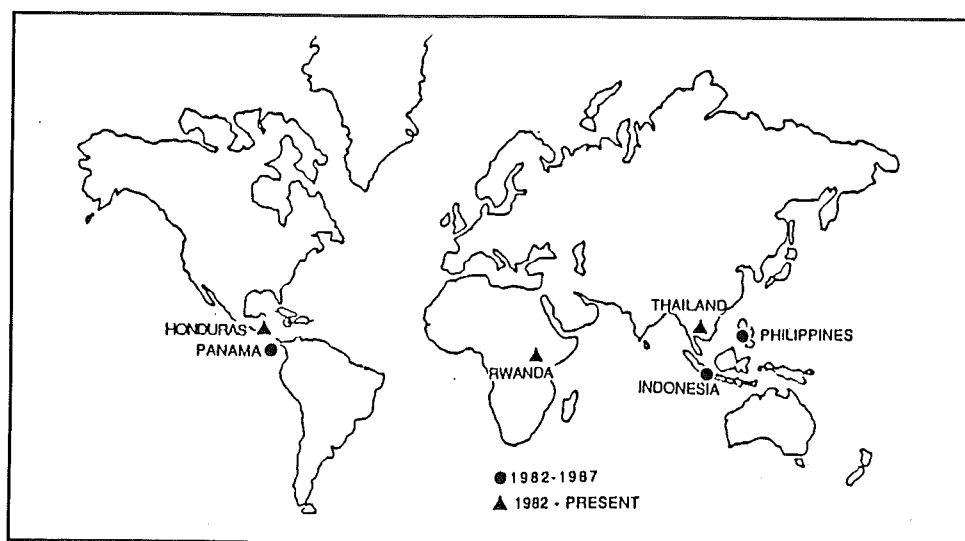 THAILAND
HONDURAS
PHILIPPINES
PANAMA
RWANDA
INDONESIA
1982-1987
1982 - PRESENT